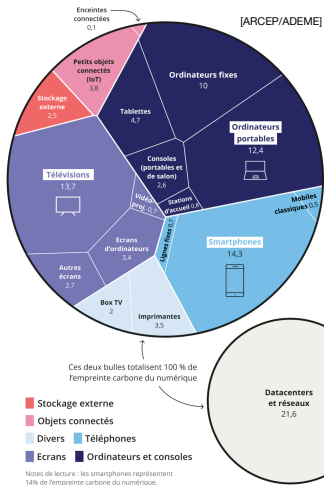 Enceintes
connectées
0,1
[ARCEP/ADEME]
Petits objets
connectés
(IoT)
3,8
Ordinateurs fixes
10
Stockage
externe
2,5
Tablettes
4,7
Ordinateurs
portables
12,4
Consoles
(portables et
de salon)
2,6
Télévisions
13,7
Vidéo
proj. 0,7
Stations
d'accueil 0,8
Mobiles
classiques 0,5
Lignes fixes 0,7
Ecrans
d'ordinateurs
3,4
Smartphones
14,3
Autres
écrans
2,7
Box TV
2
Imprimantes
3,5
Ces deux bulles totalisent 100 % de
l'empreinte carbone du numérique
Datacenters
et réseaux
21,6
Stockage externe
Objets connectés
Divers
Téléphones
Ecrans
Ordinateurs et consoles
Notes de lecture : les smartphones représentent
14% de l'empreinte carbone du numérique.